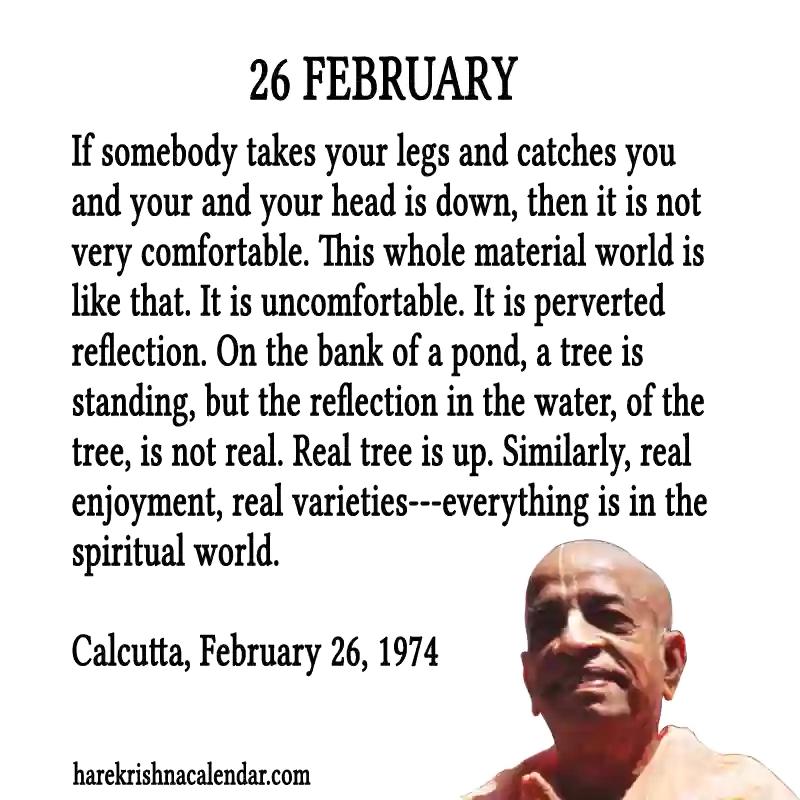 26 FEBRUARY
If somebody takes your legs and catches you
and your and your head is down, then it is not
very comfortable. This whole material world is
like that. It is uncomfortable. It is perverted
reflection. On the bank of a pond, a tree is
standing, but the reflection in the water, of the
tree, is not real. Real tree is up. Similarly, real
enjoyment, real varieties---everything is in the
spiritual world.
Calcutta, February 26, 1974
harekrishnacalendar.com